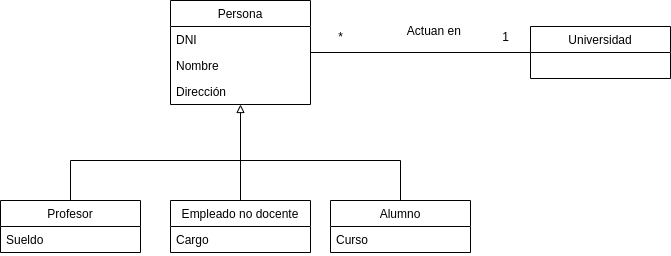 Persona
DNI
Nombre
Dirección
*
Actuan en
1
Universidad
Profesor
Sueldo
Empleado no docente
Cargo
Alumno
Curso